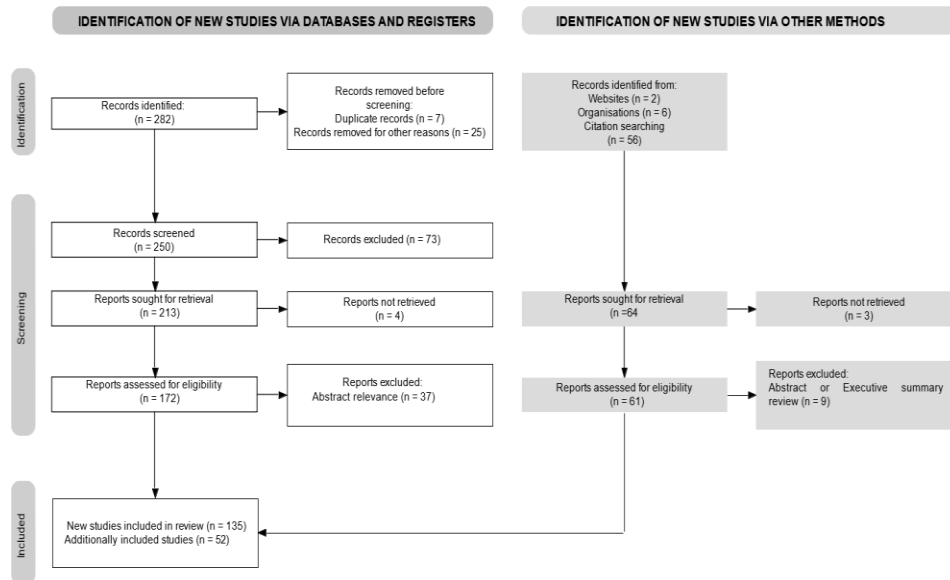 IDENTIFICATION OF NEW STUDIES VIA DATABASES AND REGISTERS
IDENTIFICATION OF NEW STUDIES VIA OTHER METHODS
Identification
Records identified:
(n = 282)
Records removed before
screening:
Duplicate records (n = 7)
Records removed for other reasons (n = 25)
Records identified from:
Websites (n = 2)
Organisations (n = 6)
Citation searching
(n = 56)
Screening
Records screened
(n = 250)
Records excluded (n = 73)
Reports sought for retrieval
(n = 213)
Reports not retrieved
(n = 4)
Reports sought for retrieval
(n =64
Reports not retrieved
(n = 3)
Reports assessed for eligibility
(n = 172)
Reports excluded:
Abstract relevance (n = 37)
Reports assessed for eligibility
(n = 61)
Reports excluded:
Abstract or Executive summary
review (n = 9)
Included
New studies included in review (n = 135)
Additionally included studies (n = 52)